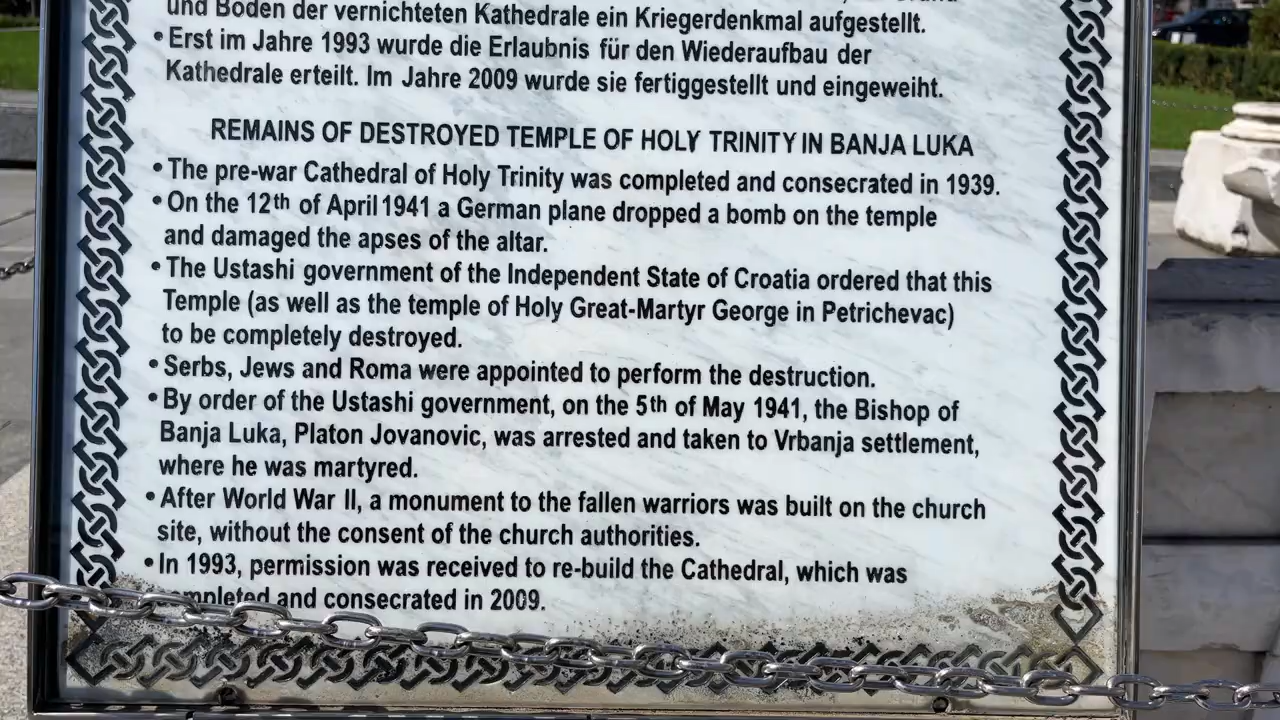 und Boden der vernichteten Kathedrale ein Kriegerdenkmal aufgestellt.
• Erst im Jahre 1993 wurde die Erlaubnis für den Wiederaufbau der
Kathedrale erteilt. Im Jahre 2009 wurde sie fertiggestellt und eingeweiht.
REMAINS OF DESTROYED TEMPLE OF HOLY TRINITY IN BANJA LUKA
• The pre-war Cathedral of Holy Trinity was completed and consecrated in 1939.
• On the 12th of April 1941 a German plane dropped a bomb on the temple
and damaged the apses of the altar.
• The Ustashi government of the Independent State of Croatia ordered that this
Temple (as well as the temple of Holy Great-Martyr George in Petrichevac)
to be completely destroyed.
• Serbs, Jews and Roma were appointed to perform the destruction.
• By order of the Ustashi government, on the 5th of May 1941, the Bishop of
Banja Luka, Platon Jovanovic, was arrested and taken to Vrbanja settlement,
where he was martyred.
• After World War II, a monument to the fallen warriors was built on the church
site, without the consent of the church authorities.
• In 1993, permission was received to re-build the Cathedral, which was
completed and consecrated in 2009.